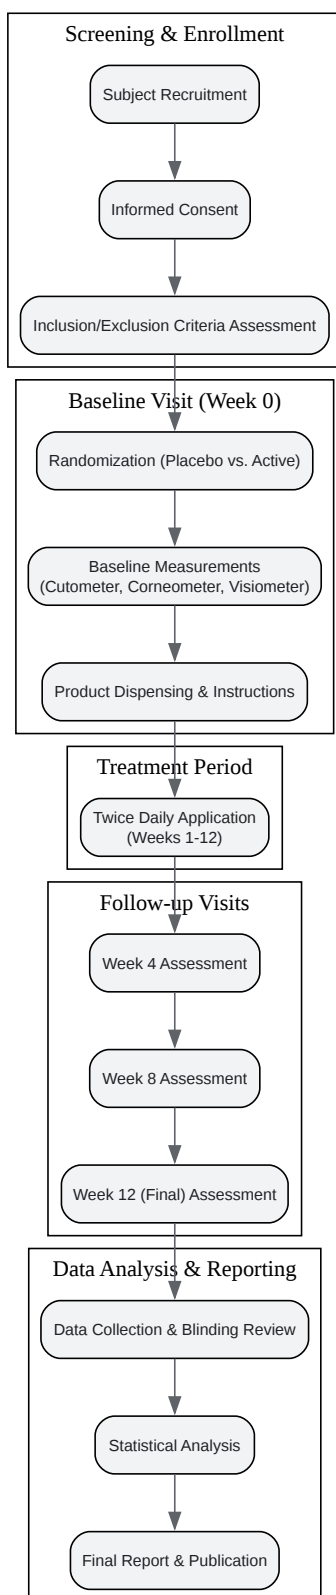 Screening & Enrollment
Subject Recruitment
Informed Consent
Inclusion/Exclusion Criteria Assessment
Baseline Visit (Week 0)
Randomization (Placebo vs. Active)
Baseline Measurements
(Cutometer, Corneometer, Visiometer)
Product Dispensing & Instructions
Treatment Period
Twice Daily Application
(Weeks 1-12)
Follow-up Visits
Week 4 Assessment
Week 8 Assessment
Week 12 (Final) Assessment
Data Analysis & Reporting
Data Collection & Blinding Review
Statistical Analysis
Final Report & Publication